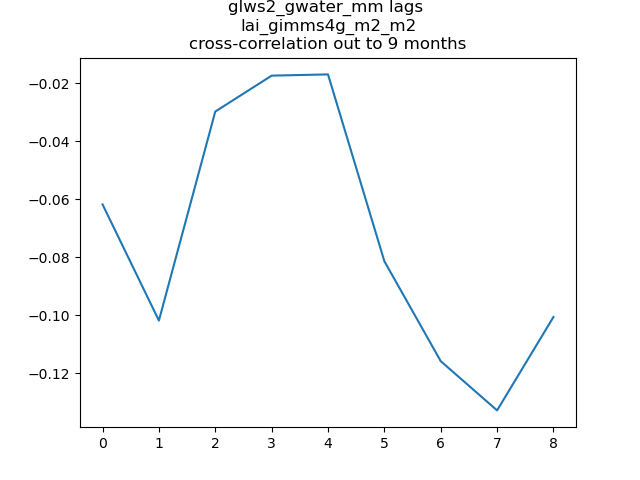 glws2_gwater_mm lags
lai_gimms4g_m2_m2
cross-correlation out to 9 months
−0.02
−0.04
−0.06
−0.08
−0.10
−0.12
0 1 2 3 4 5 6 7 8